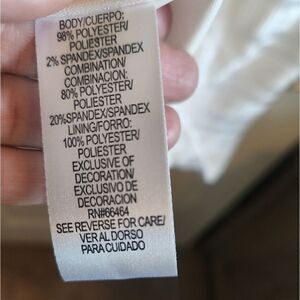 BODY/CUERPO:
98% POLYESTER/
POLIESTER
2% SPANDEX/SPANDEX
COMBINATION/
COMBINACION:
80% POLYESTER/
POLIESTER
20%SPANDEX/SPANDEX
LINING/FORRO:
100% POLYESTER/
POLIESTER
EXCLUSIVE OF
DECORATION/
EXCLUSIVO DE
DECORACION
RN#66464
SEE REVERSE FOR CARE/
VER AL DORSO
PARA CUIDADO